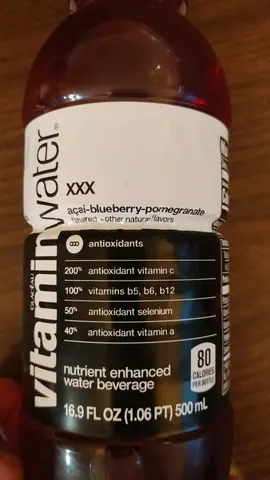 vitaminwater®
GLACÉAU
xxx
açai-blueberry-pomegranate
flavored + other natural flavors
xxx antioxidants
200% antioxidant vitamin c
100% vitamins b5, b6, b12
50% antioxidant selenium
40% antioxidant vitamin a
nutrient enhanced
water beverage
80
CALORIES
PER BOTTLE
16.9 FL OZ (1.06 PT) 500 mL